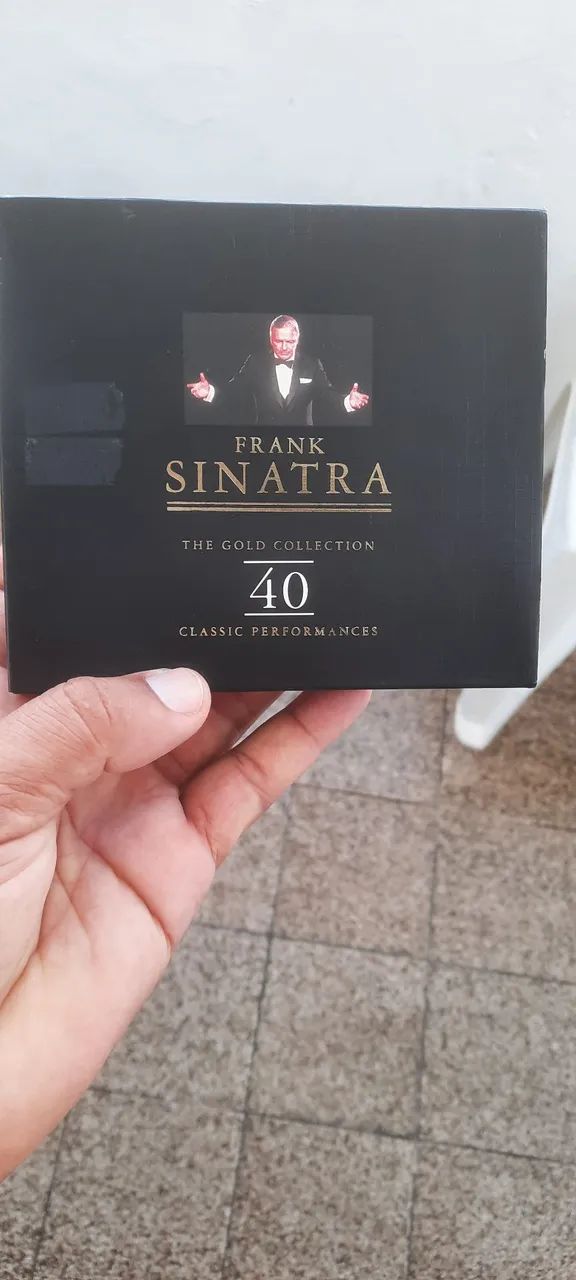 FRANK
SINATRA
THE GOLD COLLECTION
40
CLASSIC PERFORMANCES